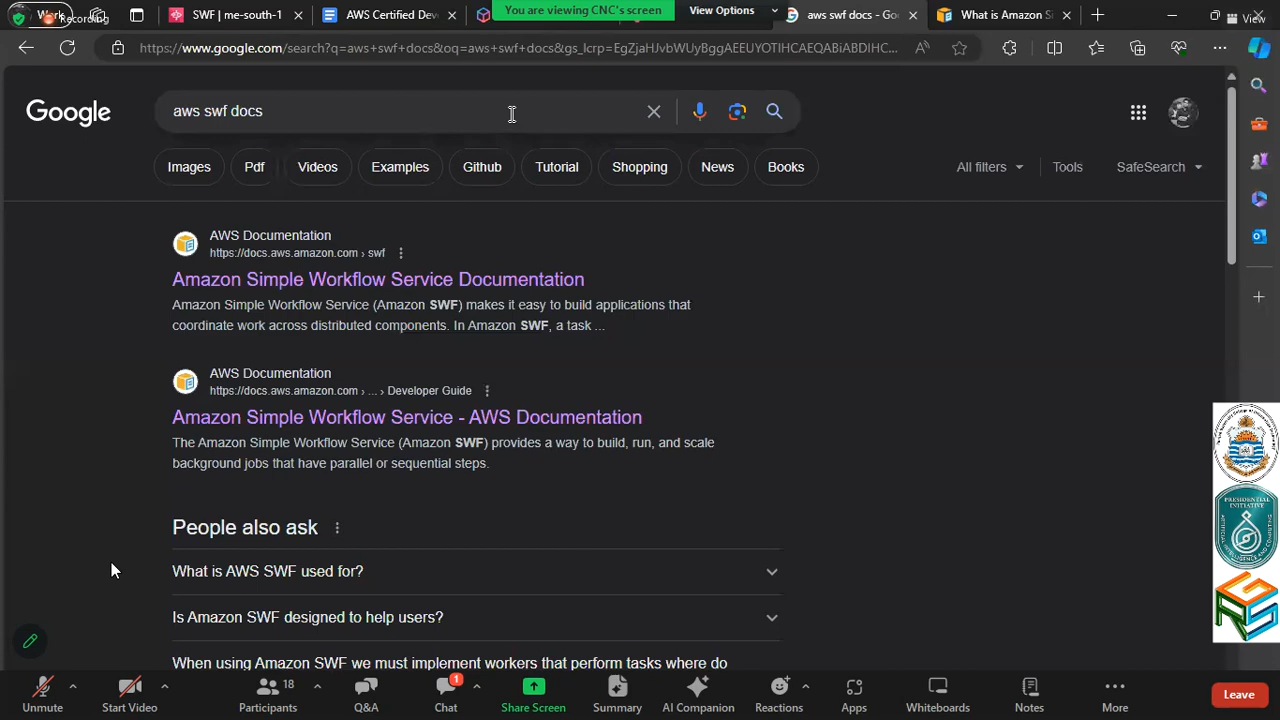 Recording
SWF | me-south-1
AWS Certified Dev
You are viewing CNC's screen
View Options
aws swf docs - Go
What is Amazon S
View
https://www.google.com/search?q=aws+swf+docs&oq=aws+swf+docs&gs_lcrp=EgZjaHJvbWUyBggAEEUYOTIHCAEQABiABDIHC...
Google
aws swf docs
Images
Pdf
Videos
Examples
Github
Tutorial
Shopping
News
Books
All filters
Tools
SafeSearch
AWS Documentation
https://docs.aws.amazon.com › swf
Amazon Simple Workflow Service Documentation
Amazon Simple Workflow Service (Amazon SWF) makes it easy to build applications that
coordinate work across distributed components. In Amazon SWF, a task ...
AWS Documentation
https://docs.aws.amazon.com › ... › Developer Guide
Amazon Simple Workflow Service - AWS Documentation
The Amazon Simple Workflow Service (Amazon SWF) provides a way to build, run, and scale
background jobs that have parallel or sequential steps.
People also ask
What is AWS SWF used for?
Is Amazon SWF designed to help users?
When using Amazon SWF we must implement workers that perform tasks where do
PRESIDENTIAL
INITIATIVE
Unmute
Start Video
18
Participants
Q&A
1
Chat
Share Screen
Summary
AI Companion
Reactions
Apps
Whiteboards
Notes
More
Leave